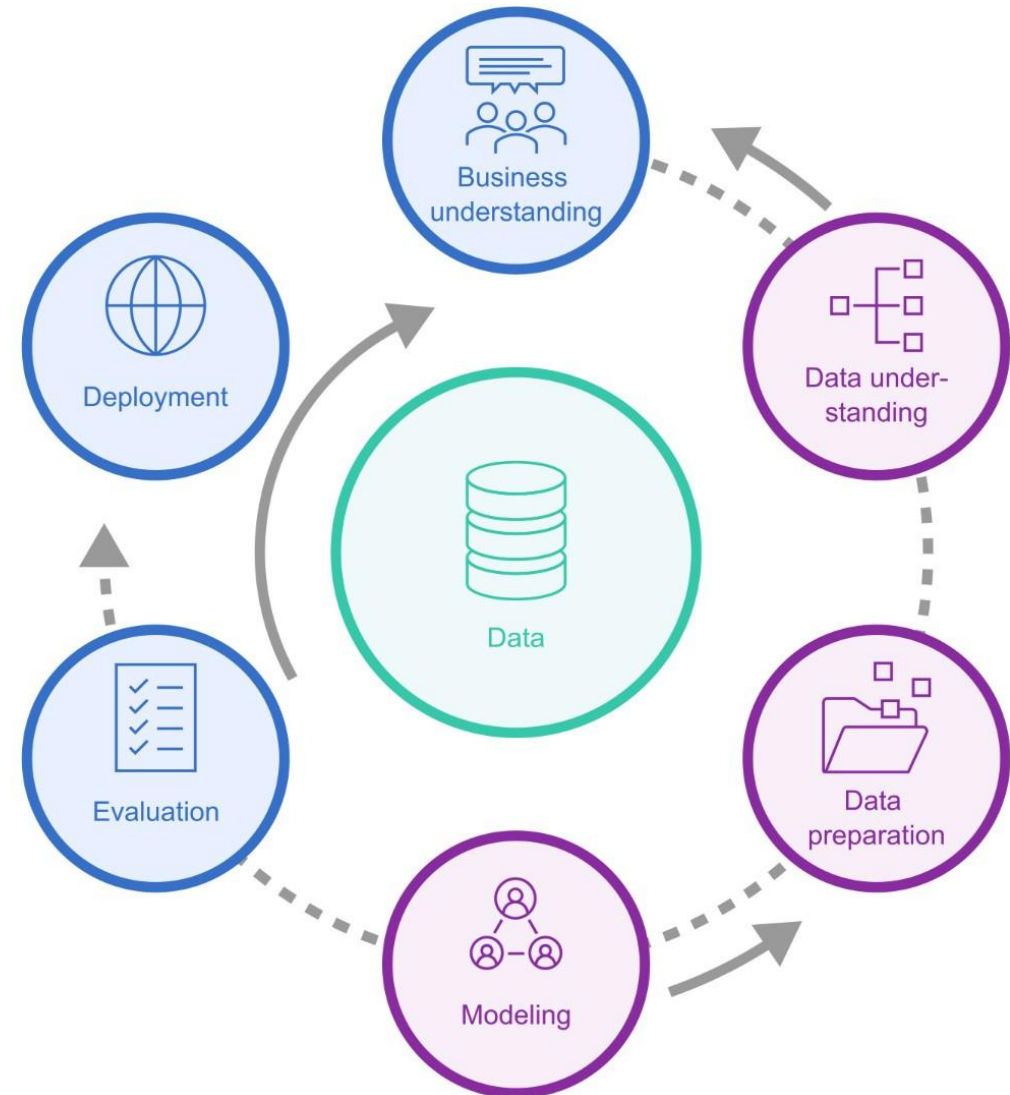 Business
understanding
Data under-
standing
Deployment
Data
Data
preparation
Evaluation
Modeling